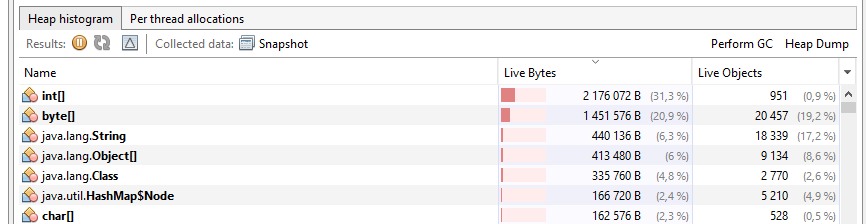 Heap histogram Per thread allocations
Results: Collected data: Snapshot Perform GC Heap Dump
Name Live Bytes Live Objects
int[] 2 176 072 B (31,3 %) 951 (0,9 %)
byte[] 1 451 576 B (20,9 %) 20 457 (19,2 %)
java.lang.String 440 136 B (6,3 %) 18 339 (17,2 %)
java.lang.Object[] 413 480 B (6 %) 9 134 (8,6 %)
java.lang.Class 335 760 B (4,8 %) 2 770 (2,6 %)
java.util.HashMap$Node 166 720 B (2,4 %) 5 210 (4,9 %)
char[] 162 576 B (2,3 %) 528 (0,5 %)